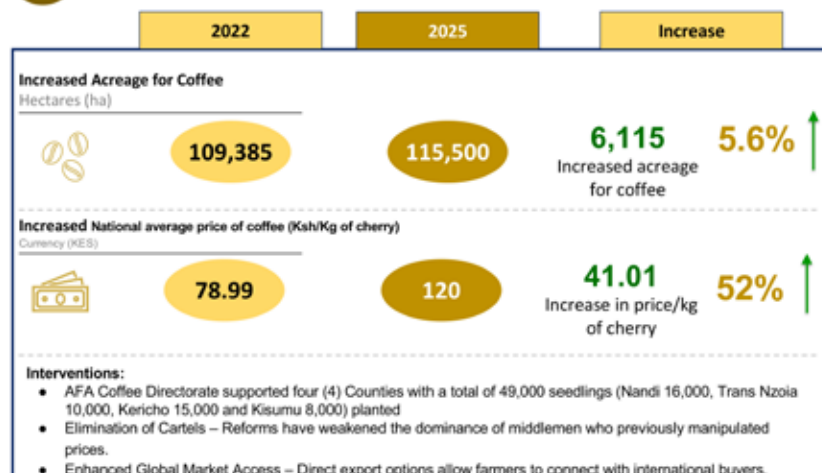 2022 2025 Increase
Increased Acreage for Coffee
Hectares (ha)
109,385 115,500 6,115 5.6%
Increased acreage
for coffee
Increased National average price of coffee (Ksh/Kg of cherry)
Currency (KES)
78.99 120 41.01 52%
Increase in price/kg
of cherry
Interventions:
● AFA Coffee Directorate supported four (4) Counties with a total of 49,000 seedlings (Nandi 16,000, Trans Nzoia
10,000, Kericho 15,000 and Kisumu 8,000) planted
● Elimination of Cartels – Reforms have weakened the dominance of middlemen who previously manipulated
prices.
● Enhanced Global Market Access – Direct export options allow farmers to connect with international buyers,